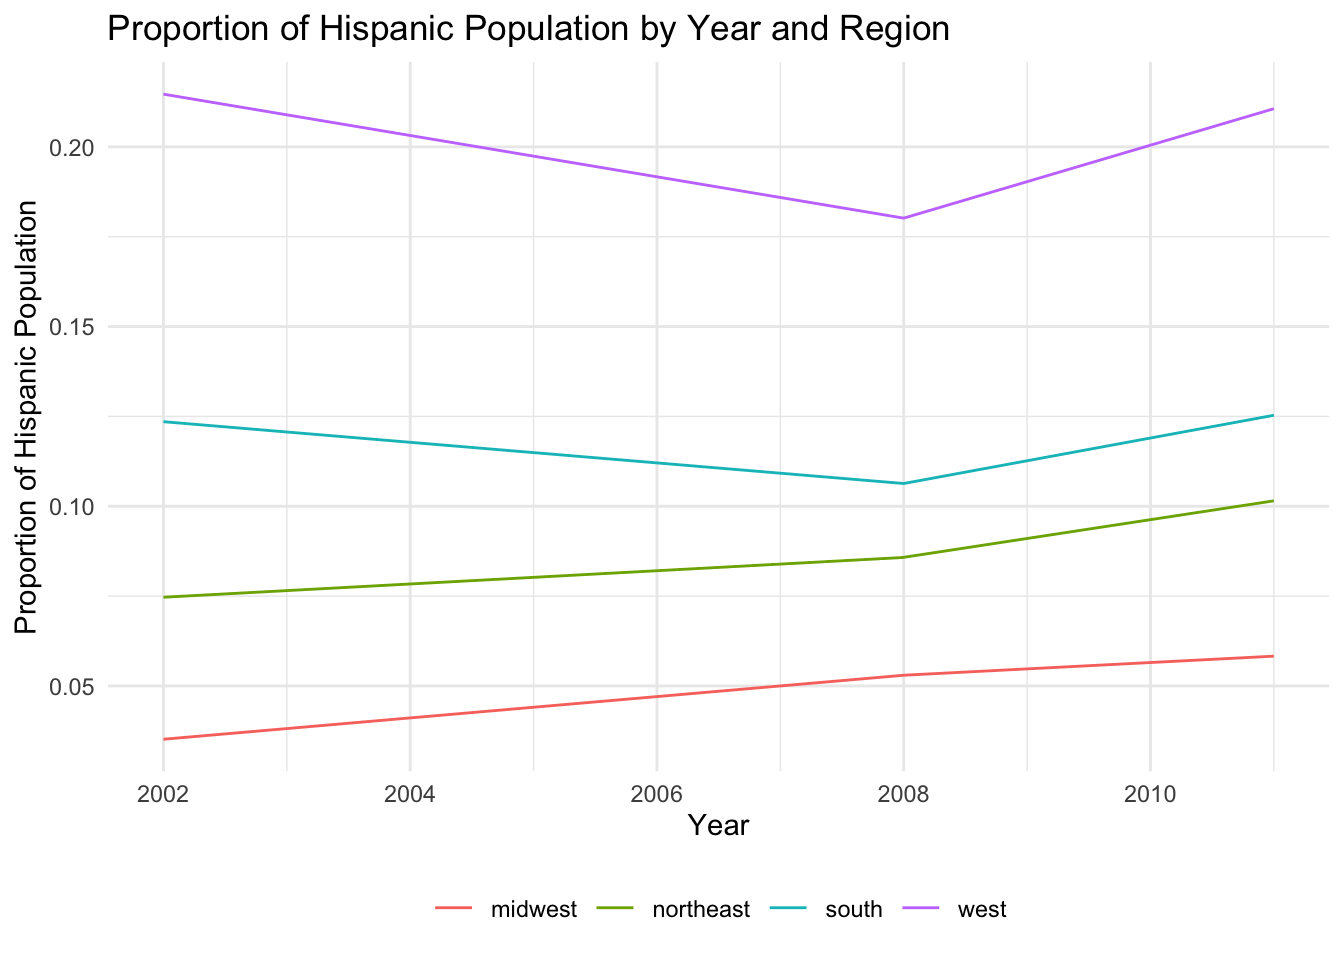 Proportion of Hispanic Population by Year and Region
Proportion of Hispanic Population
0.20
0.15
0.10
0.05
2002 2004 2006 2008 2010
Year
midwest northeast south west